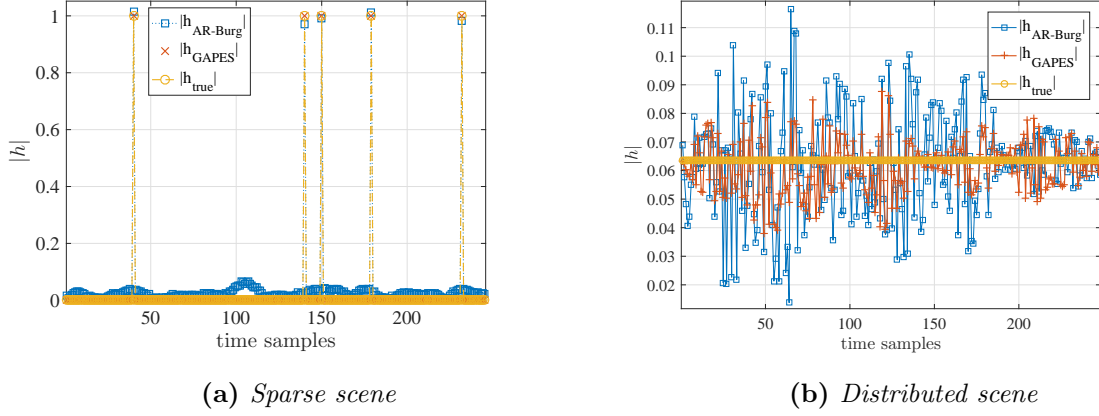 1
0.8
0.6
0.4
0.2
0
|h|
50
100
150
200
time samples
|h_AR-Burg|
|h_GAPES|
|h_true|
(a) Sparse scene
0.11
0.1
0.09
0.08
0.07
0.06
0.05
0.04
0.03
0.02
|h|
50
100
150
200
time samples
|h_AR-Burg|
|h_GAPES|
|h_true|
(b) Distributed scene